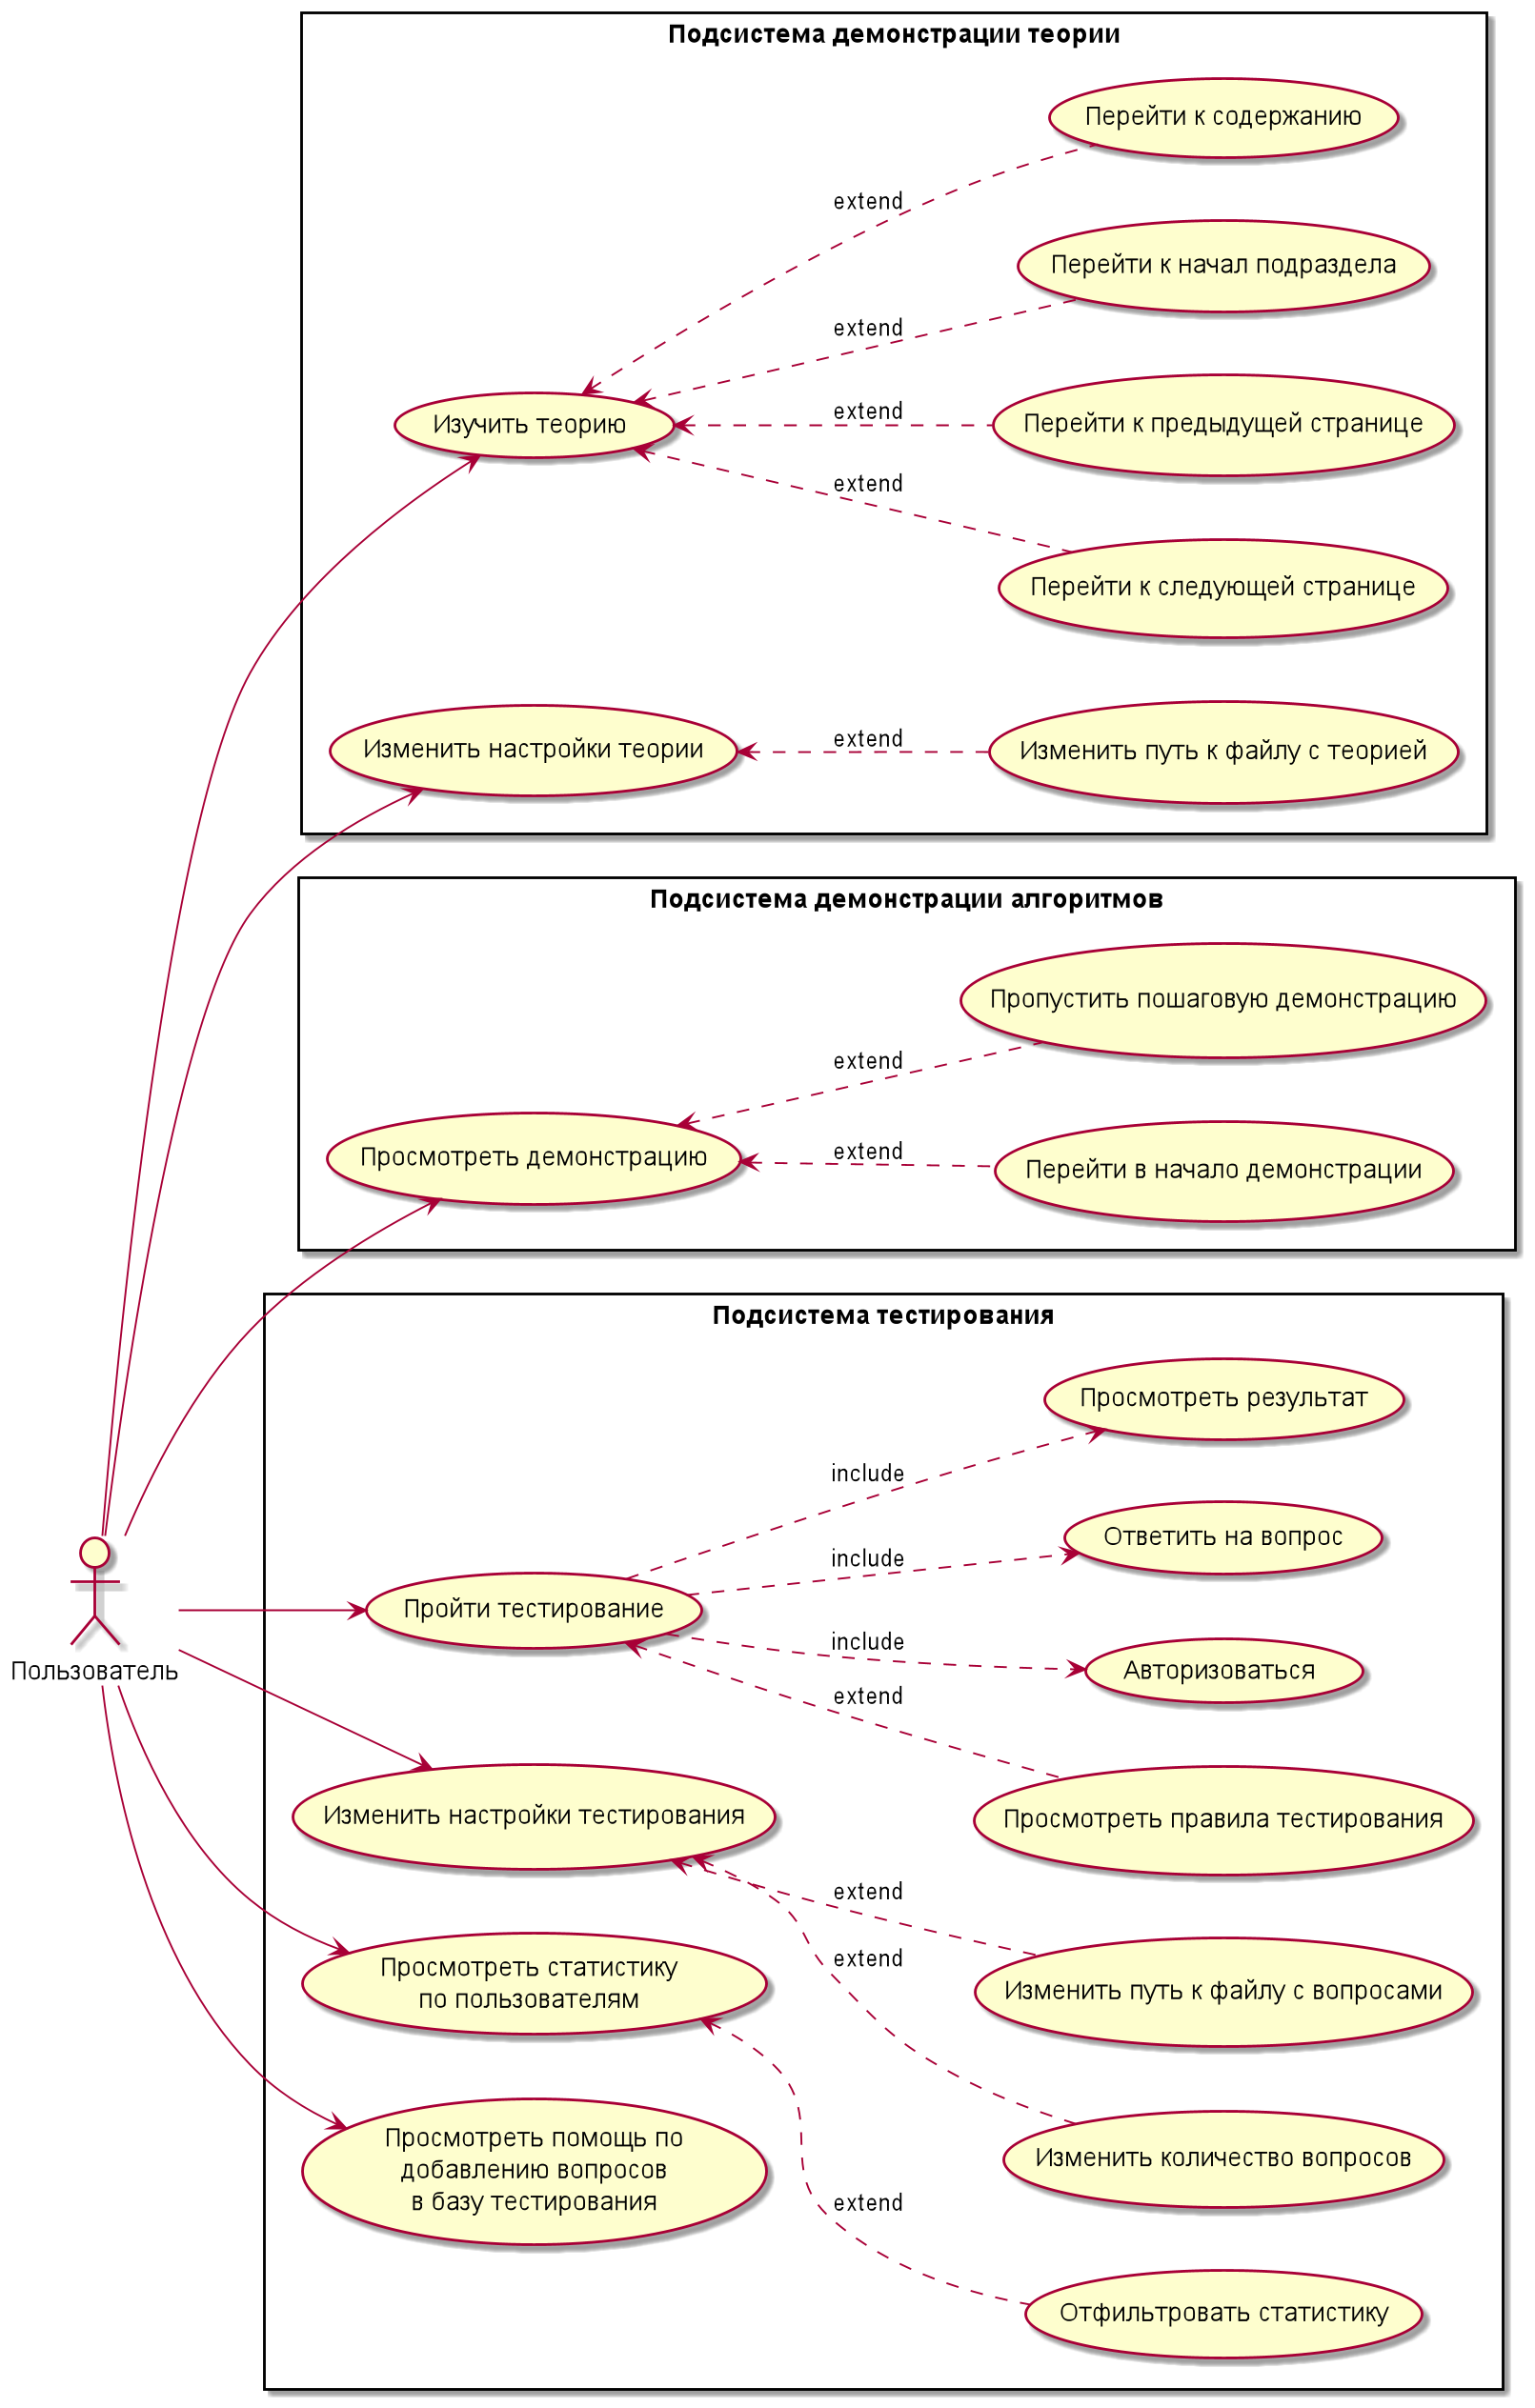 Подсистема демонстрации теории
Перейти к содержанию
extend
Перейти к начал подраздела
extend
extend
Изучить теорию
Перейти к предыдущей странице
extend
Перейти к следующей странице
extend
Изменить настройки теории
Изменить путь к файлу с теорией
Подсистема демонстрации алгоритмов
Пропустить пошаговую демонстрацию
extend
extend
Просмотреть демонстрацию
Перейти в начало демонстрации
Подсистема тестирования
Просмотреть результат
include
Ответить на вопрос
include
Пройти тестирование
include
Авторизоваться
Пользователь
extend
Изменить настройки тестирования
Просмотреть правила тестирования
extend
extend
Просмотреть статистику
по пользователям
Изменить путь к файлу с вопросами
Просмотреть помощь по
добавлению вопросов
в базу тестирования
Изменить количество вопросов
extend
Отфильтровать статистику